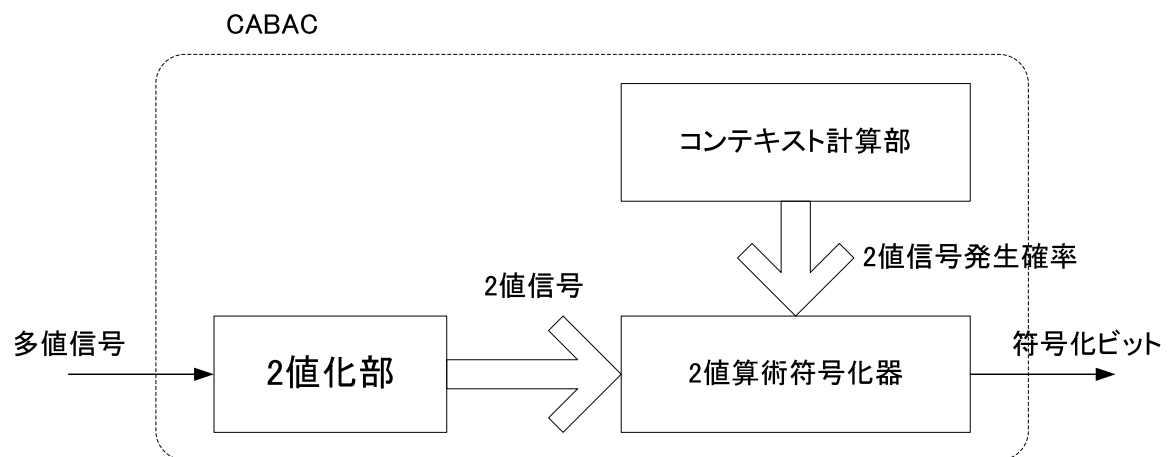 CABAC
コンテキスト計算部
2値信号発生確率
2値信号
多値信号
2値化部
2値算術符号化器
符号化ビット